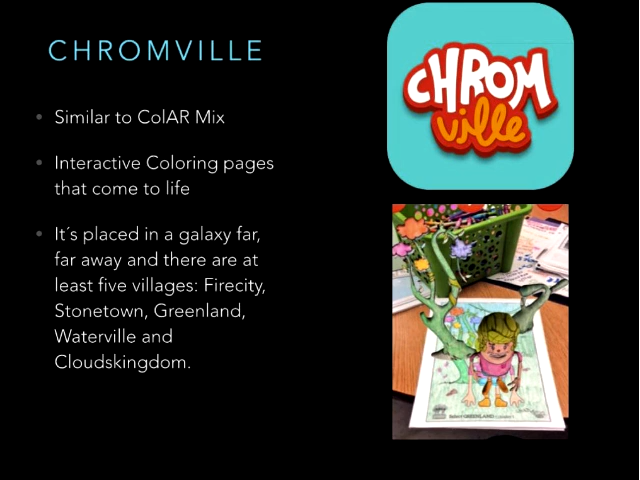 CHROMVILLE
Similar to ColAR Mix
Interactive Coloring pages
that come to life
It´s placed in a galaxy far,
far away and there are at
least five villages: Firecity,
Stonetown, Greenland,
Waterville and
Cloudskingdom.
CHROM
ville